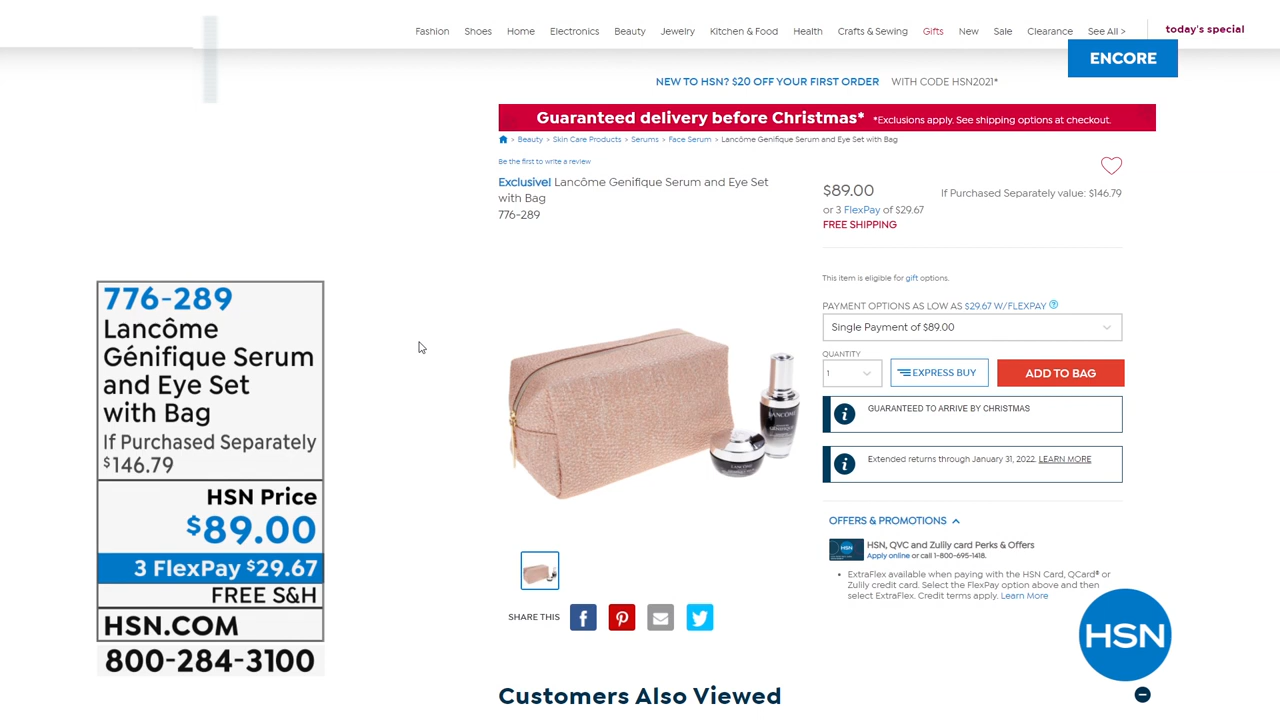 Fashion Shoes Home Electronics Beauty Jewelry Kitchen & Food Health Crafts & Sewing Gifts New Sale Clearance See All > today's special
ENCORE
NEW TO HSN? $20 OFF YOUR FIRST ORDER WITH CODE HSN2021*
Guaranteed delivery before Christmas* *Exclusions apply. See shipping options at checkout.
> Beauty > Skin Care Products > Serums > Face Serum > Lancôme Genifique Serum and Eye Set with Bag
Be the first to write a review
Exclusive! Lancôme Genifique Serum and Eye Set
with Bag
776-289
$89.00 If Purchased Separately value: $146.79
or 3 FlexPay of $29.67
FREE SHIPPING
This item is eligible for gift options.
PAYMENT OPTIONS AS LOW AS $29.67 W/FLEXPAY ?
Single Payment of $89.00
QUANTITY
1 EXPRESS BUY ADD TO BAG
i GUARANTEED TO ARRIVE BY CHRISTMAS
i Extended returns through January 31, 2022. LEARN MORE
OFFERS & PROMOTIONS
HSN HSN, QVC and Zulily card Perks & Offers
Apply online or call 1-800-695-1418.
• ExtraFlex available when paying with the HSN Card, QCard® or
Zulily credit card. Select the FlexPay option above and then
select ExtraFlex. Credit terms apply. Learn More
LANCÔME
LANCÔME
SHARE THIS
Customers Also Viewed
776-289
Lancôme
Génifique Serum
and Eye Set
with Bag
If Purchased Separately
$146.79
HSN Price
$89.00
3 FlexPay $29.67
FREE S&H
HSN.COM
800-284-3100
HSN